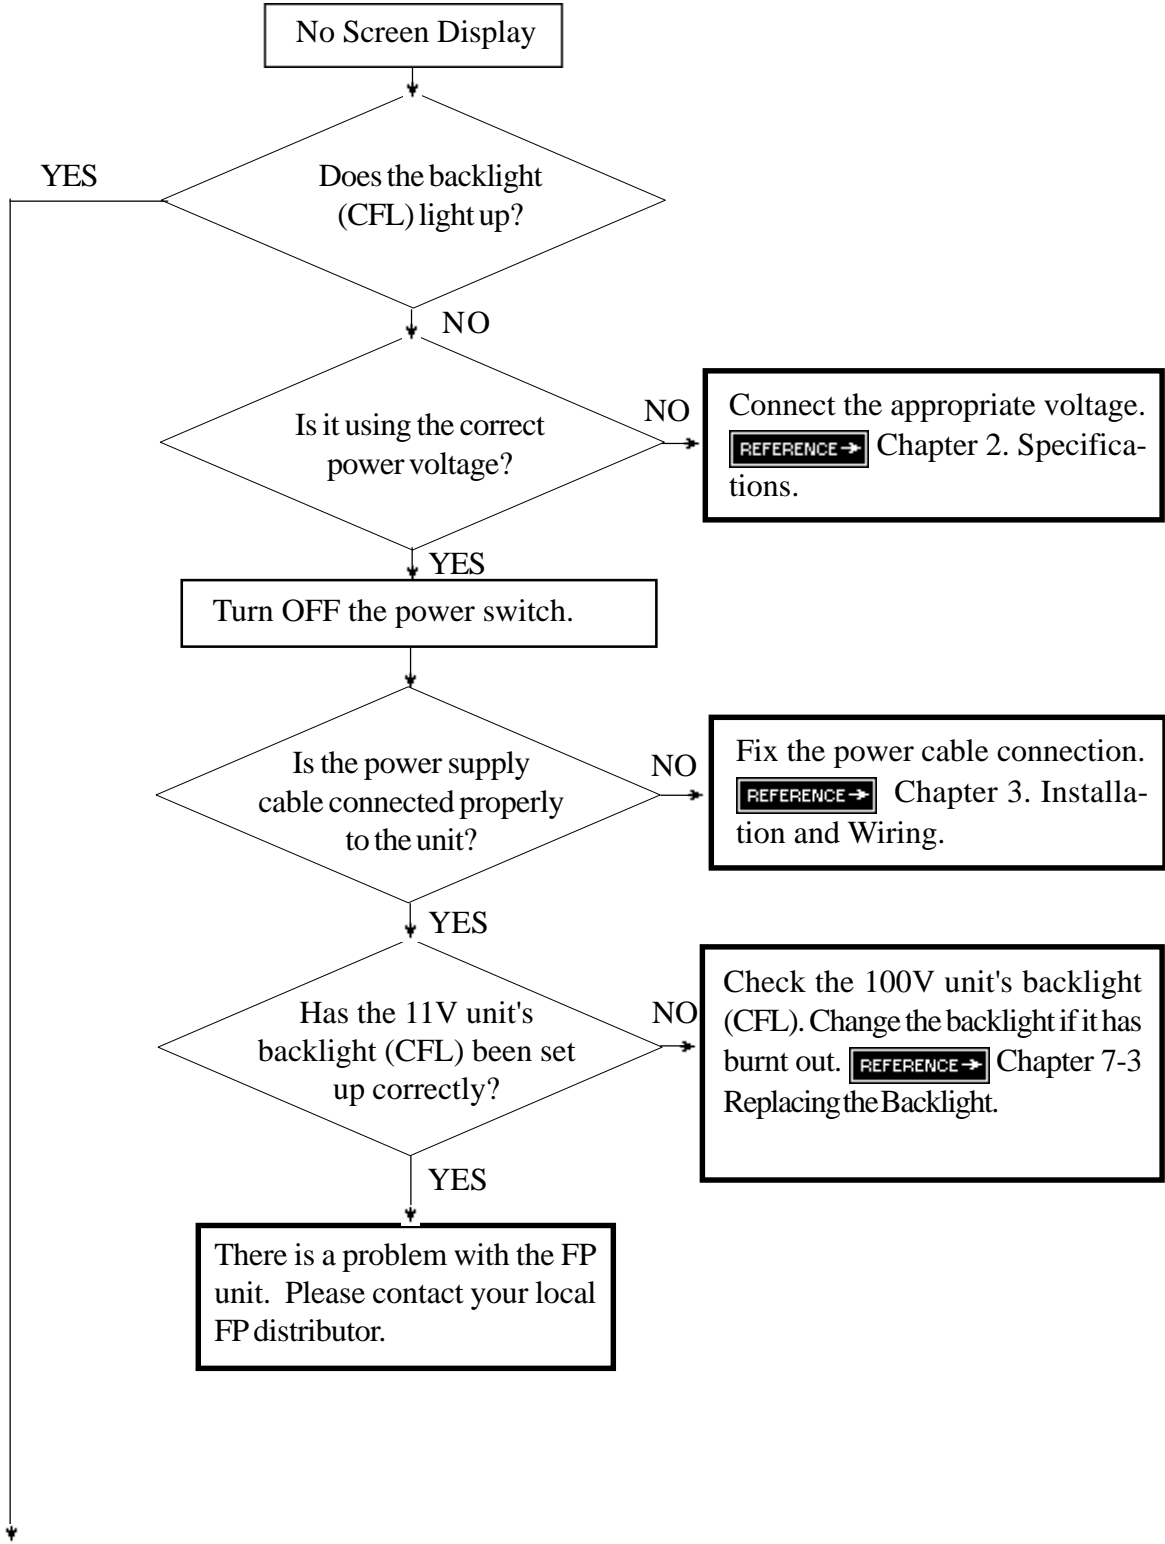 No Screen Display
YES
Does the backlight
(CFL) light up?
NO
Is it using the correct
power voltage?
NO
Connect the appropriate voltage.
REFERENCE→ Chapter 2. Specifica-
tions.
YES
Turn OFF the power switch.
Is the power supply
cable connected properly
to the unit?
NO
Fix the power cable connection.
REFERENCE→ Chapter 3. Installa-
tion and Wiring.
YES
Has the 11V unit's
backlight (CFL) been set
up correctly?
NO
Check the 100V unit's backlight
(CFL). Change the backlight if it has
burnt out. REFERENCE→ Chapter 7-3
Replacing the Backlight.
YES
There is a problem with the FP
unit. Please contact your local
FP distributor.